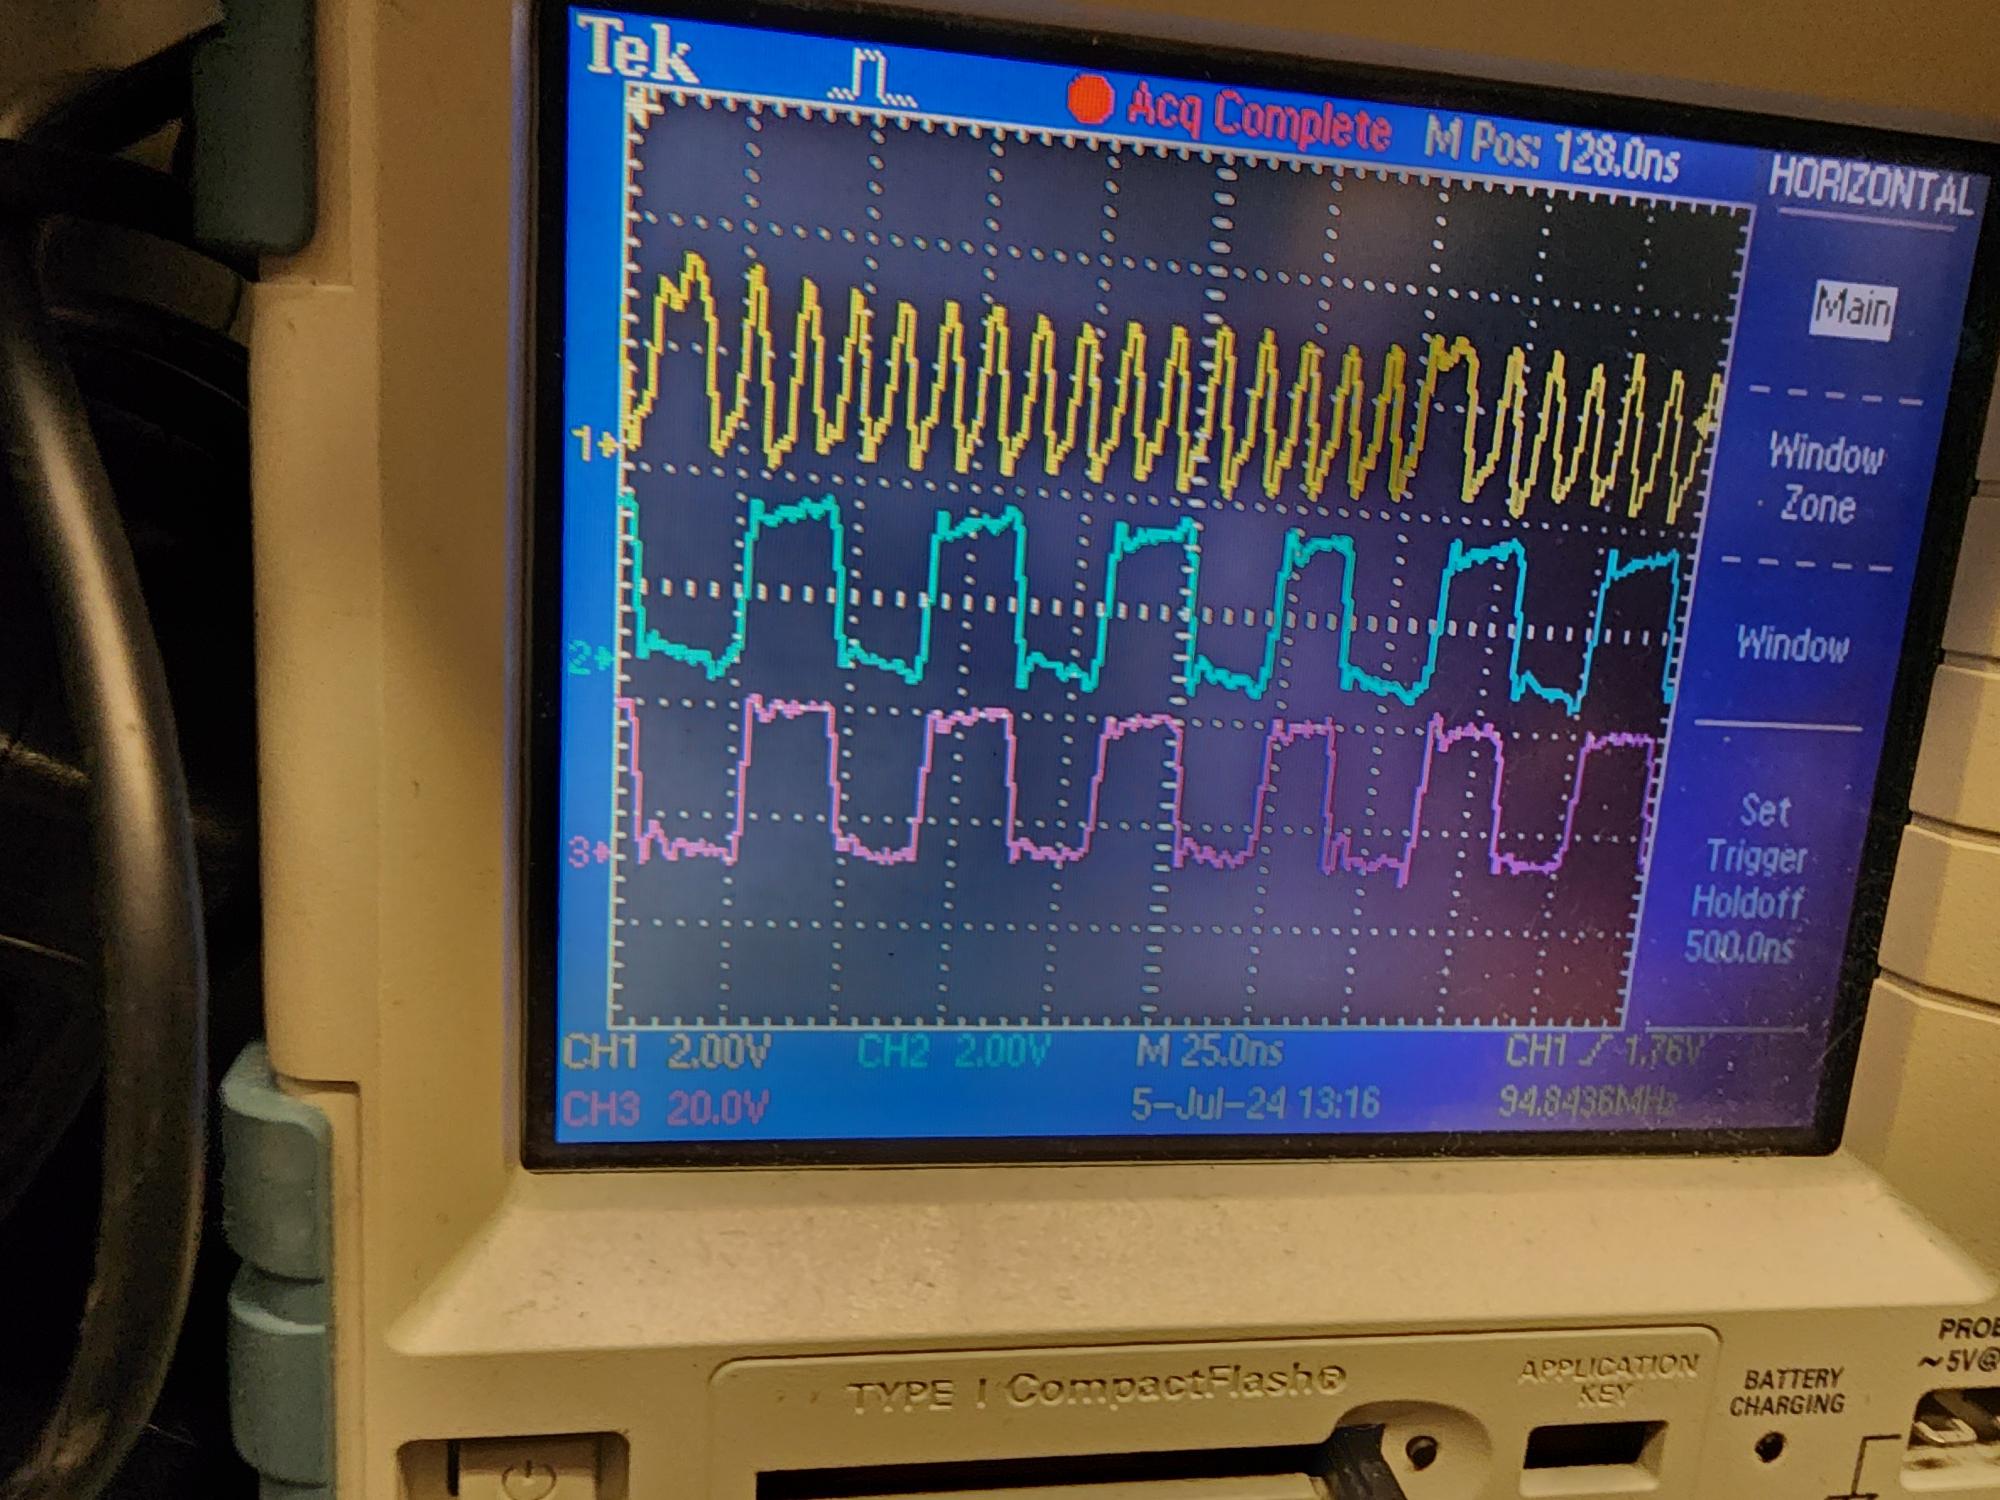 Tek
Acq Complete
M Pos: 128.0ns
HORIZONTAL
Main
Window
Zone
Window
Set
Trigger
Holdoff
500.0ns
1
2
3
CH1 2.00V
CH2 2.00V
M 25.0ns
CH1 / 1.76V
CH3 20.0V
5-Jul-24 13:16
94.8436MHz
TYPE I CompactFlash®
APPLICATION
KEY
BATTERY
CHARGING
PROB
~5V@